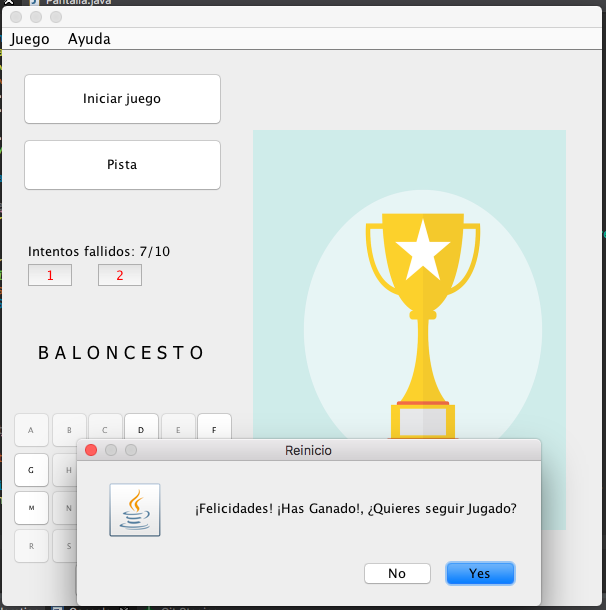 Pantalla.java
Juego Ayuda
Iniciar juego
Pista
Intentos fallidos: 7/10
1 2
B A L O N C E S T O
A B C D E F
G H
M N
R S
Reinicio
¡Felicidades! ¡Has Ganado!, ¿Quieres seguir Jugado?
No Yes